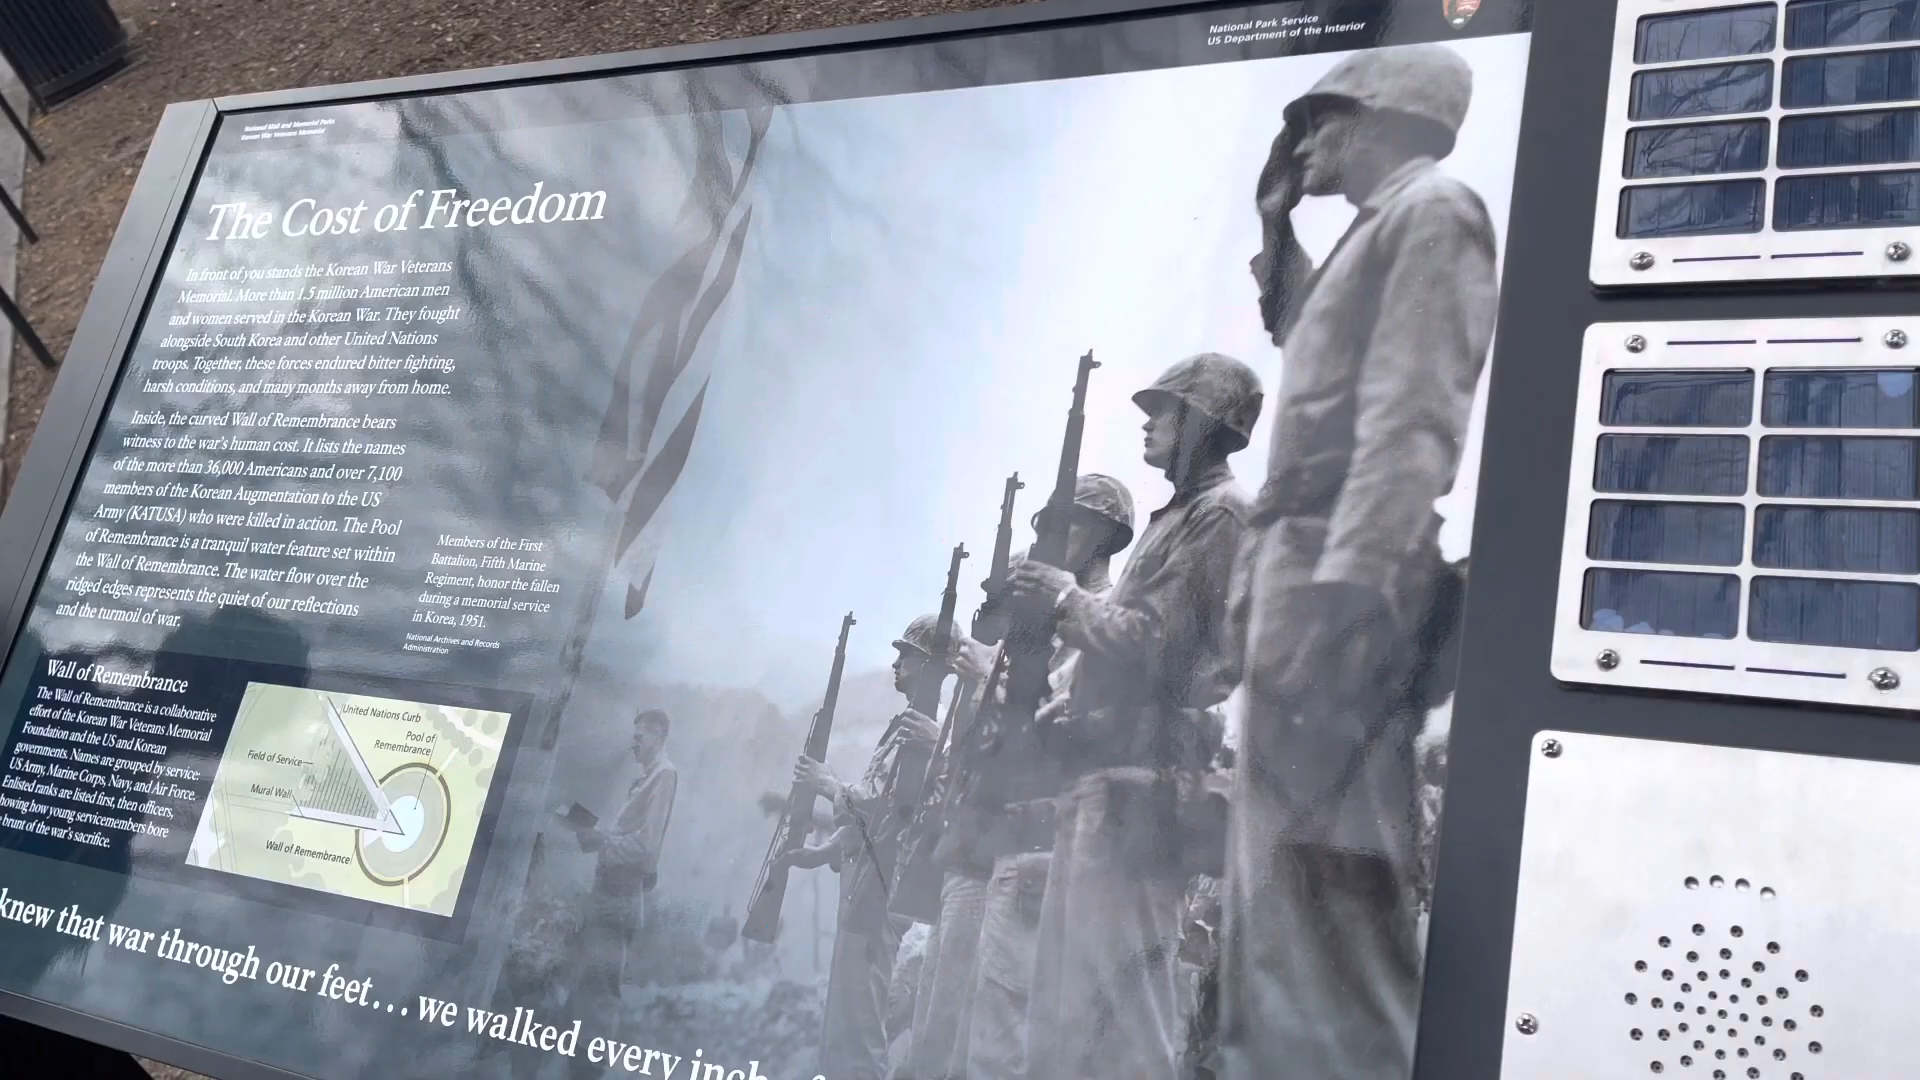 National Park Service
US Department of the Interior
National Mall and Memorial Parks
Korean War Veterans Memorial
The Cost of Freedom
In front of you stands the Korean War Veterans
Memorial. More than 1.5 million American men
and women served in the Korean War. They fought
alongside South Korea and other United Nations
troops. Together, these forces endured bitter fighting,
harsh conditions, and many months away from home.
Inside, the curved Wall of Remembrance bears
witness to the war's human cost. It lists the names
of the more than 36,000 Americans and over 7,100
members of the Korean Augmentation to the US
Army (KATUSA) who were killed in action. The Pool
of Remembrance is a tranquil water feature set within
the Wall of Remembrance. The water flow over the
ridged edges represents the quiet of our reflections
and the turmoil of war.
Members of the First
Battalion, Fifth Marine
Regiment, honor the fallen
during a memorial service
in Korea, 1951.
National Archives and Records
Administration
Wall of Remembrance
The Wall of Remembrance is a collaborative
effort of the Korean War Veterans Memorial
Foundation and the US and Korean
governments. Names are grouped by service:
US Army, Marine Corps, Navy, and Air Force.
Enlisted ranks are listed first, then officers,
howing how young servicemembers bore
brunt of the war's sacrifice.
United Nations Curb
Pool of
Remembrance
Field of Service
Mural Wall
Wall of Remembrance
knew that war through our feet... we walked every inch